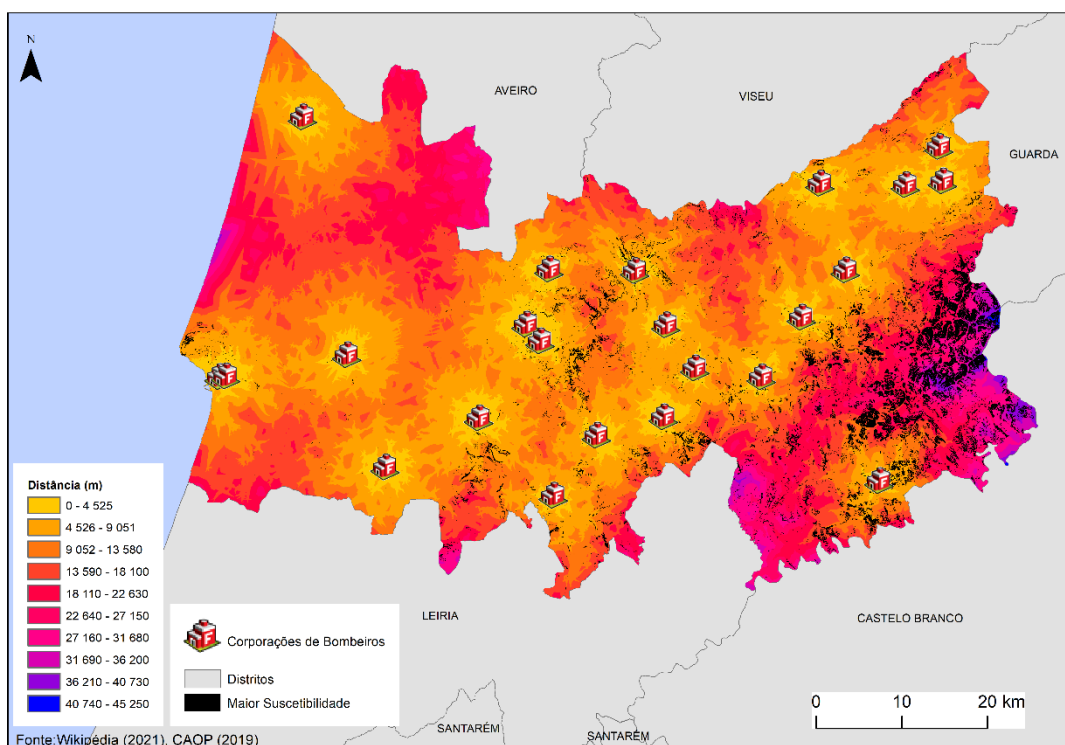 N
AVEIRO
VISEU
GUARDA
Distância (m)
0 - 4 525
4 526 - 9 051
9 052 - 13 580
13 590 - 18 100
18 110 - 22 630
22 640 - 27 150
27 160 - 31 680
31 690 - 36 200
36 210 - 40 730
40 740 - 45 250
Corporações de Bombeiros
Distritos
Maior Suscetibilidade
LEIRIA
CASTELO BRANCO
0 10 20 km
SANTARÉM
SANTARÉM
Fonte:Wikipédia (2021), CAOP (2019)